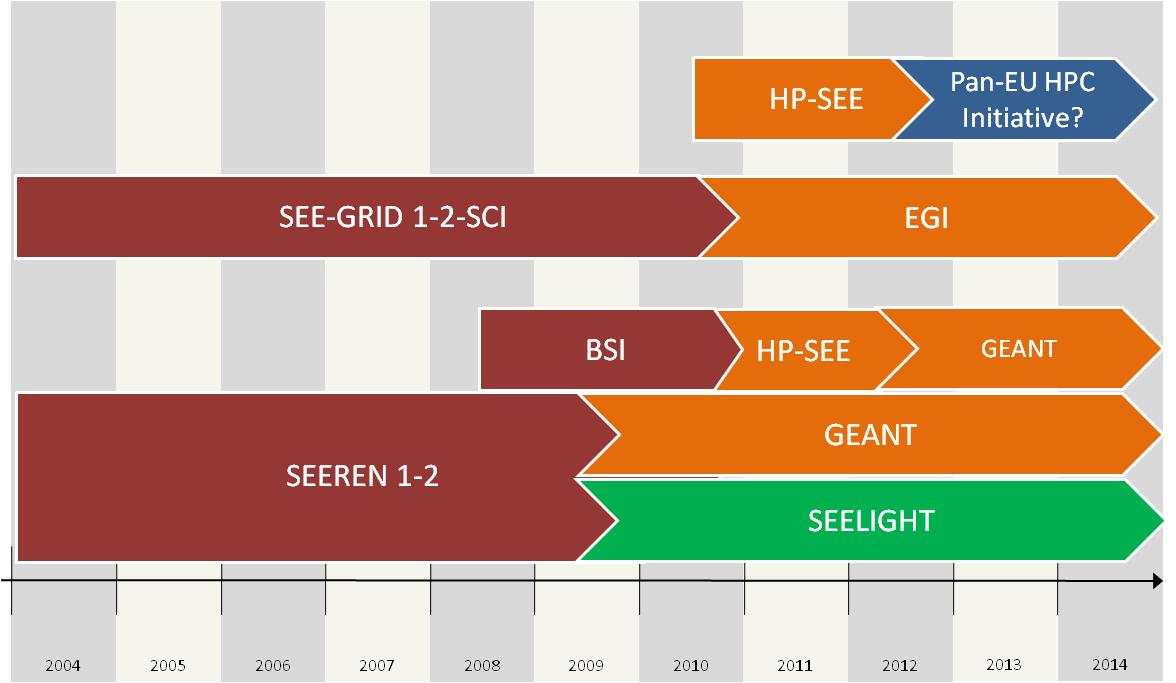 HP-SEE
Pan-EU HPC
Initiative?
SEE-GRID 1-2-SCI
EGI
BSI
HP-SEE
GEANT
SEEREN 1-2
GEANT
SEELIGHT
2004
2005
2006
2007
2008
2009
2010
2011
2012
2013
2014